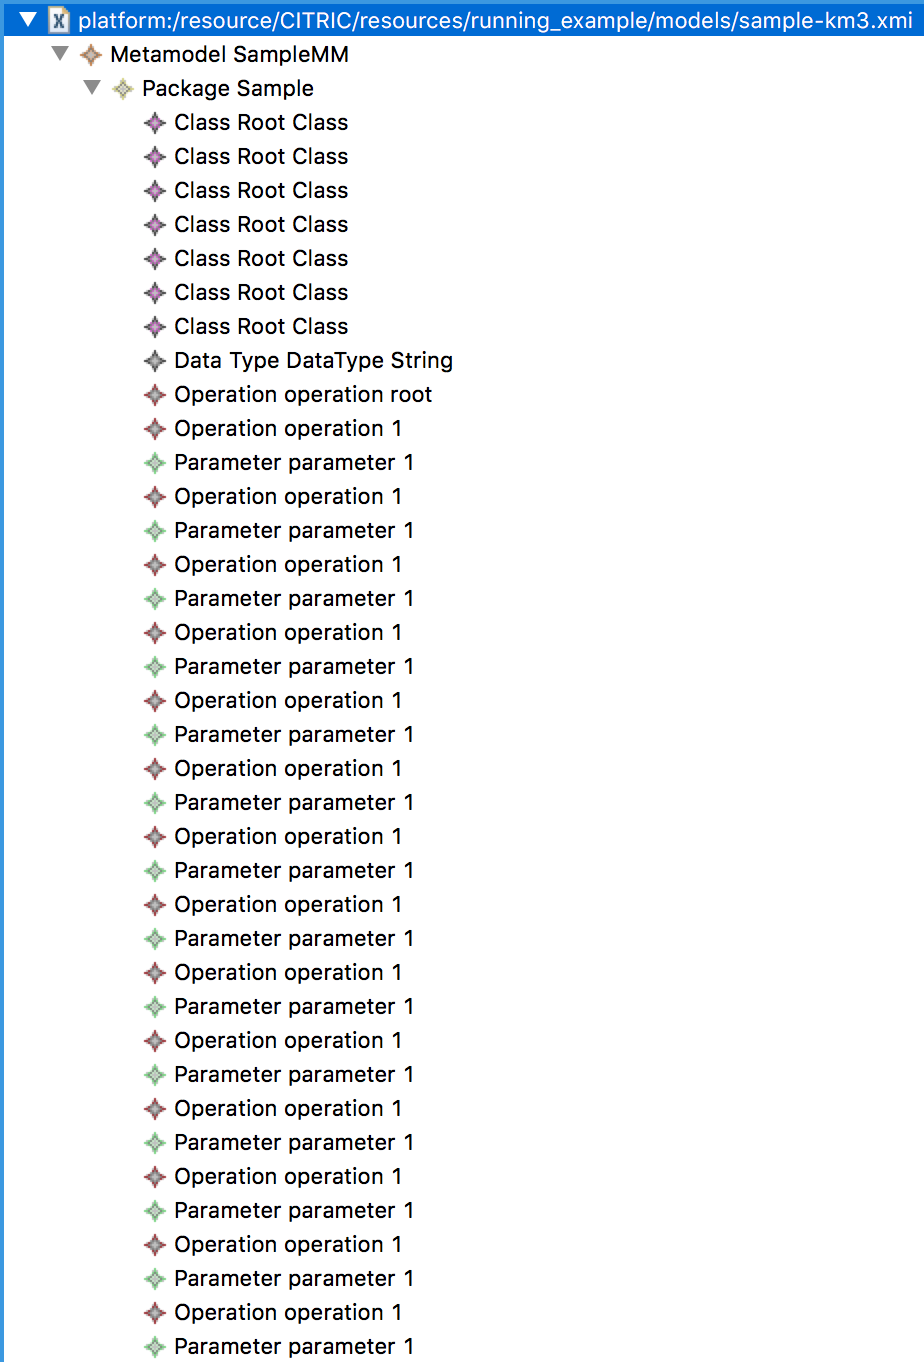 platform:/resource/CITRIC/resources/running_example/models/sample-km3.xmi
Metamodel SampleMM
Package Sample
Class Root Class
Class Root Class
Class Root Class
Class Root Class
Class Root Class
Class Root Class
Class Root Class
Data Type DataType String
Operation operation root
Operation operation 1
Parameter parameter 1
Operation operation 1
Parameter parameter 1
Operation operation 1
Parameter parameter 1
Operation operation 1
Parameter parameter 1
Operation operation 1
Parameter parameter 1
Operation operation 1
Parameter parameter 1
Operation operation 1
Parameter parameter 1
Operation operation 1
Parameter parameter 1
Operation operation 1
Parameter parameter 1
Operation operation 1
Parameter parameter 1
Operation operation 1
Parameter parameter 1
Operation operation 1
Parameter parameter 1
Operation operation 1
Parameter parameter 1
Operation operation 1
Parameter parameter 1